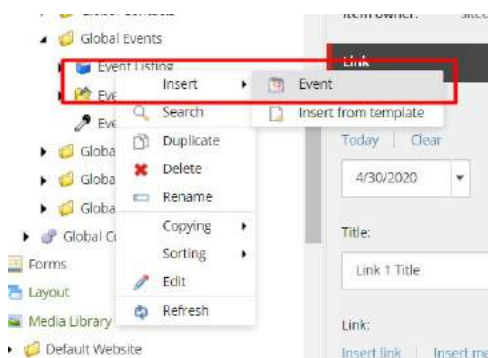 Global Events
Event Listing
Link
Insert
Event
Search
Insert from template
Duplicate
Today
Clear
Delete
4/30/2020
Rename
Copying
Title:
Global
Sorting
Forms
Link 1 Title
Edit
Layout
Refresh
Media Library
Link:
Default Website
Insert link